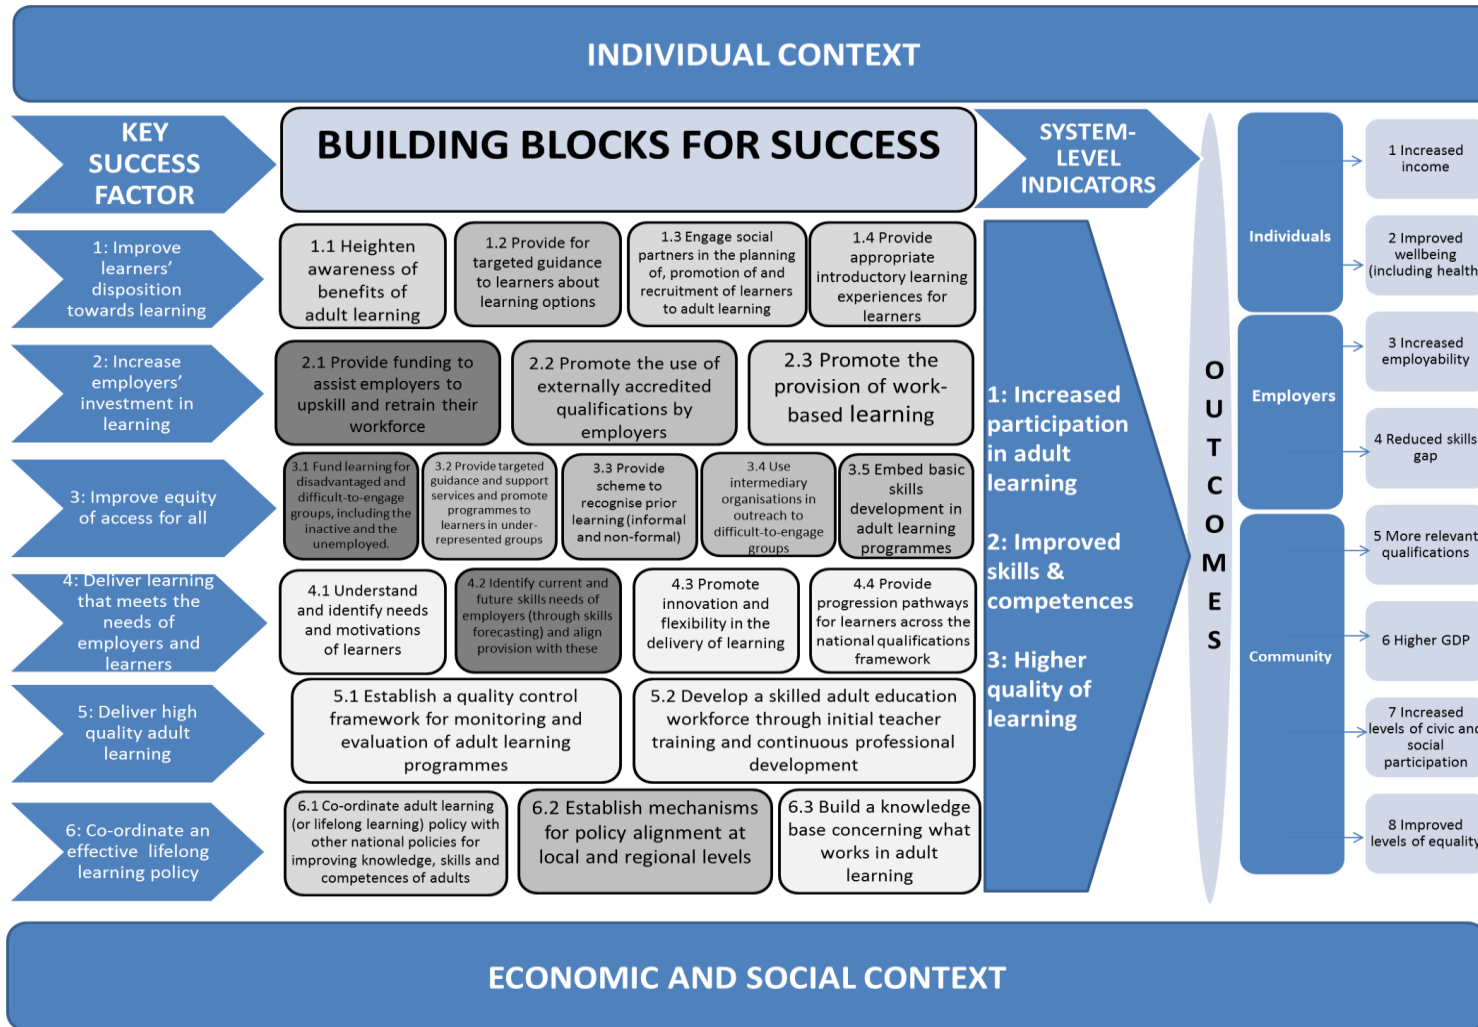 INDIVIDUAL CONTEXT
KEY
SUCCESS
FACTOR
BUILDING BLOCKS FOR SUCCESS
SYSTEM-
LEVEL
INDICATORS
1: Improve
learners'
disposition
towards learning
1.1 Heighten
awareness of
benefits of
adult learning
1.2 Provide for
targeted guidance
to learners about
learning options
1.3 Engage social
partners in the planning
of, promotion of and
recruitment of learners
to adult learning
1.4 Provide
appropriate
introductory learning
experiences for
learners
2: Increase
employers'
investment in
learning
2.1 Provide funding to
assist employers to
upskill and retrain their
workforce
2.2 Promote the use of
externally accredited
qualifications by
employers
2.3 Promote the
provision of work-
based learning
3: Improve equity
of access for all
3.1 Fund learning for
disadvantaged and
difficult-to-engage
groups, including the
inactive and the
unemployed.
3.2 Provide targeted
guidance and support
services and promote
programmes to
learners in under-
represented groups
3.3 Provide
scheme to
recognise prior
learning (informal
and non-formal)
3.4 Use
intermediary
organisations in
outreach to
difficult-to-engage
groups
3.5 Embed basic
skills
development in
adult learning
programmes
4: Deliver learning
that meets the
needs of
employers and
learners
4.1 Understand
and identify needs
and motivations
of learners
4.2 Identify current and
future skills needs of
employers (through skills
forecasting) and align
provision with these
4.3 Promote
innovation and
flexibility in the
delivery of learning
4.4 Provide
progression pathways
for learners across the
national qualifications
framework
5: Deliver high
quality adult
learning
5.1 Establish a quality control
framework for monitoring and
evaluation of adult learning
programmes
5.2 Develop a skilled adult education
workforce through initial teacher
training and continuous professional
development
6: Co-ordinate an
effective lifelong
learning policy
6.1 Co-ordinate adult learning
(or lifelong learning) policy with
other national policies for
improving knowledge, skills and
competences of adults
6.2 Establish mechanisms
for policy alignment at
local and regional levels
6.3 Build a knowledge
base concerning what
works in adult
learning
1: Increased
participation
in adult
learning
2: Improved
skills &
competences
3: Higher
quality of
learning
O
U
T
C
O
M
E
S
Individuals
Employers
Community
1 Increased
income
2 Improved
wellbeing
(including health
3 Increased
employability
4 Reduced skills
gap
5 More relevant
qualifications
6 Higher GDP
7 Increased
levels of civic and
social
participation
8 Improved
levels of equality
ECONOMIC AND SOCIAL CONTEXT